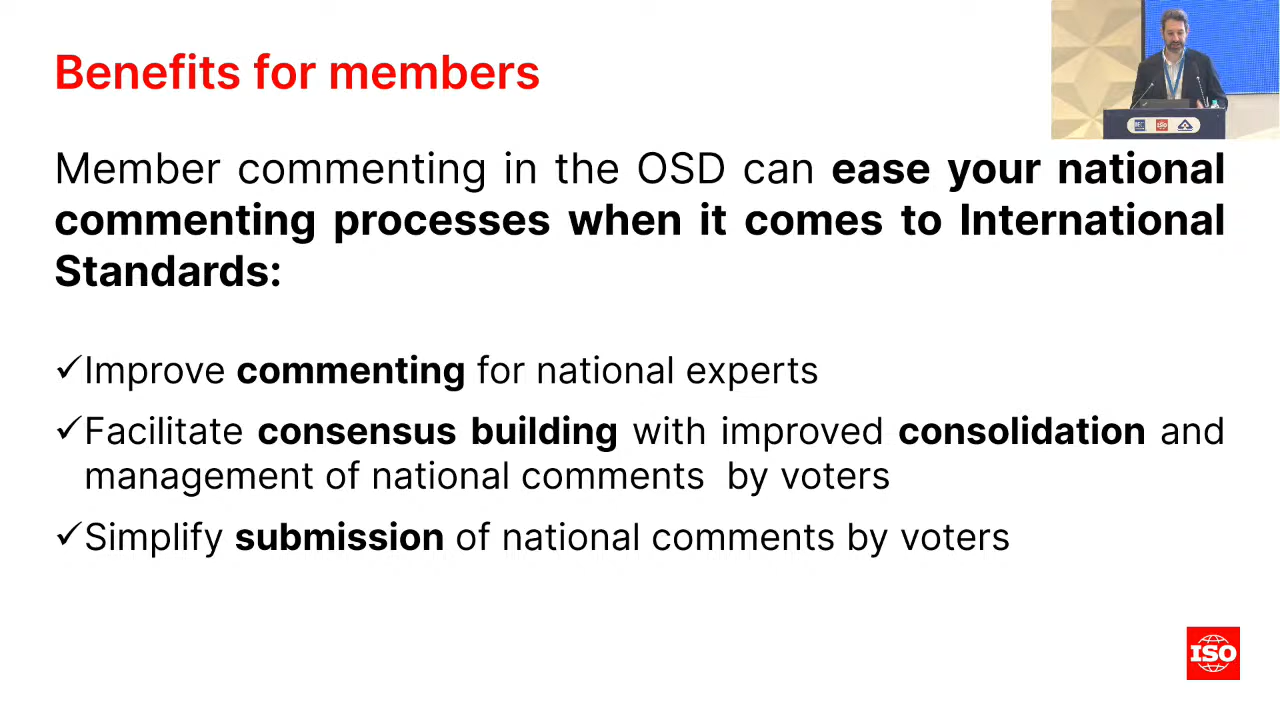 Benefits for members
Member commenting in the OSD can ease your national
commenting processes when it comes to International
Standards:
✓Improve commenting for national experts
✓Facilitate consensus building with improved consolidation and
management of national comments by voters
✓Simplify submission of national comments by voters
ISO
ISO